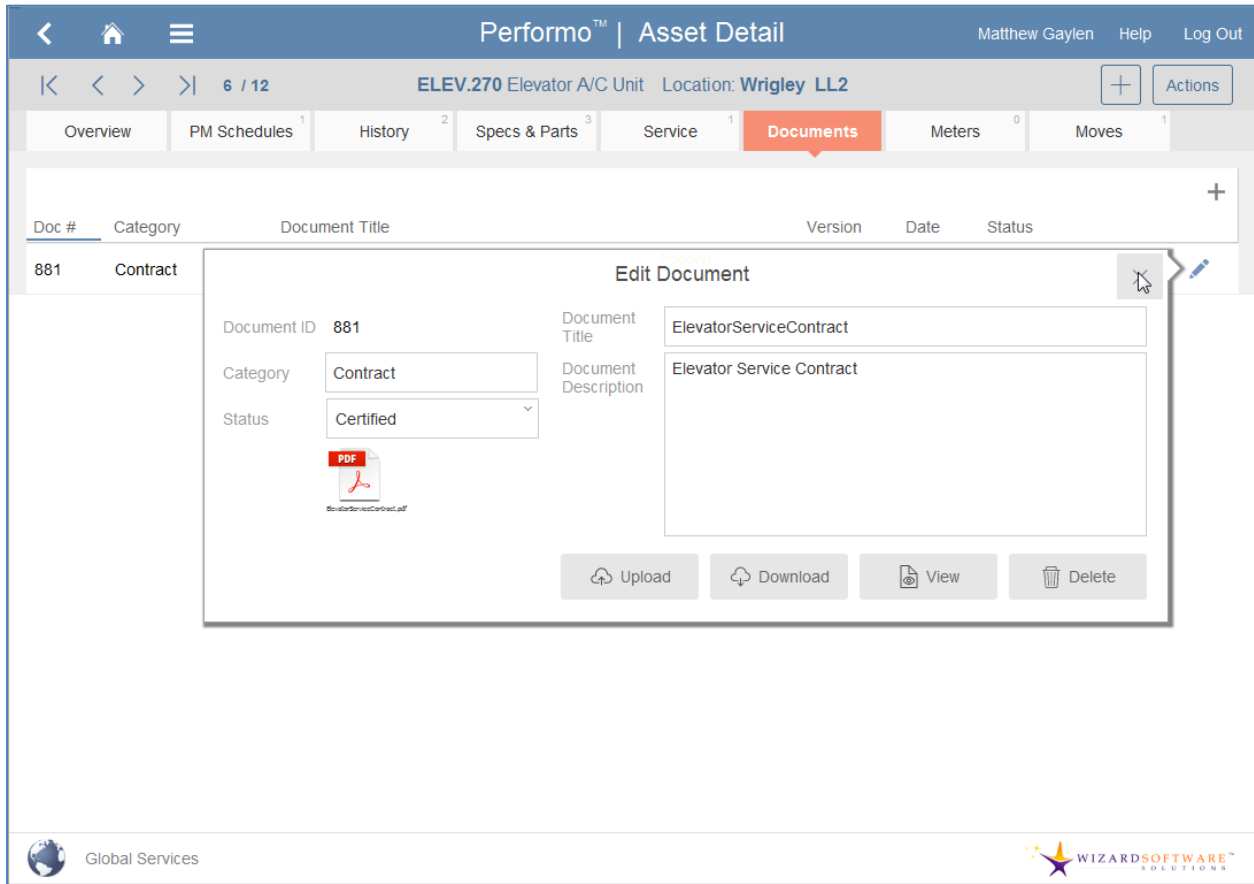 Performo™ | Asset Detail Matthew Gaylen Help Log Out
6 / 12 ELEV.270 Elevator A/C Unit Location: Wrigley LL2 Actions
Overview PM Schedules 1 History 2 Specs & Parts 3 Service 1 Documents Meters 0 Moves 1
Doc # Category Document Title Version Date Status
881 Contract
Edit Document
Document ID 881
Document
Title
ElevatorServiceContract
Category Contract
Document
Description
Elevator Service Contract
Status Certified
PDF
ElevatorServiceContract.pdf
Upload Download View Delete
Global Services
WIZARDSOFTWARE™
SOLUTIONS